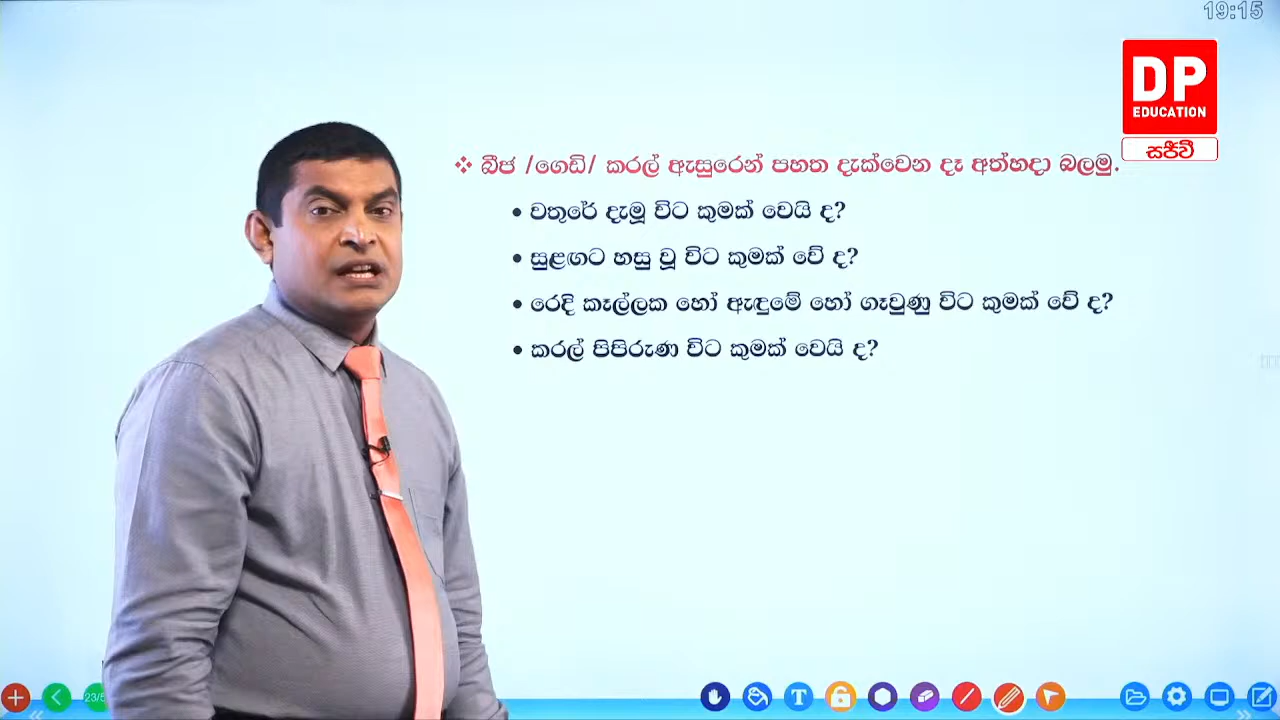 19:15
DP
EDUCATION
සජීවී
❖ බීජ /ගෙඩි/ කරල් ඇසුරෙන් පහත දැක්වෙන දෑ අත්හදා බලමු.
• වතුරේ දැමූ විට කුමක් වෙයි ද?
• සුළඟට හසු වූ විට කුමක් වේ ද?
• රෙදි කෑල්ලක හෝ ඇඳුමේ හෝ ගෑවුණු විට කුමක් වේ ද?
• කරල් පිපිරුණ විට කුමක් වෙයි ද?